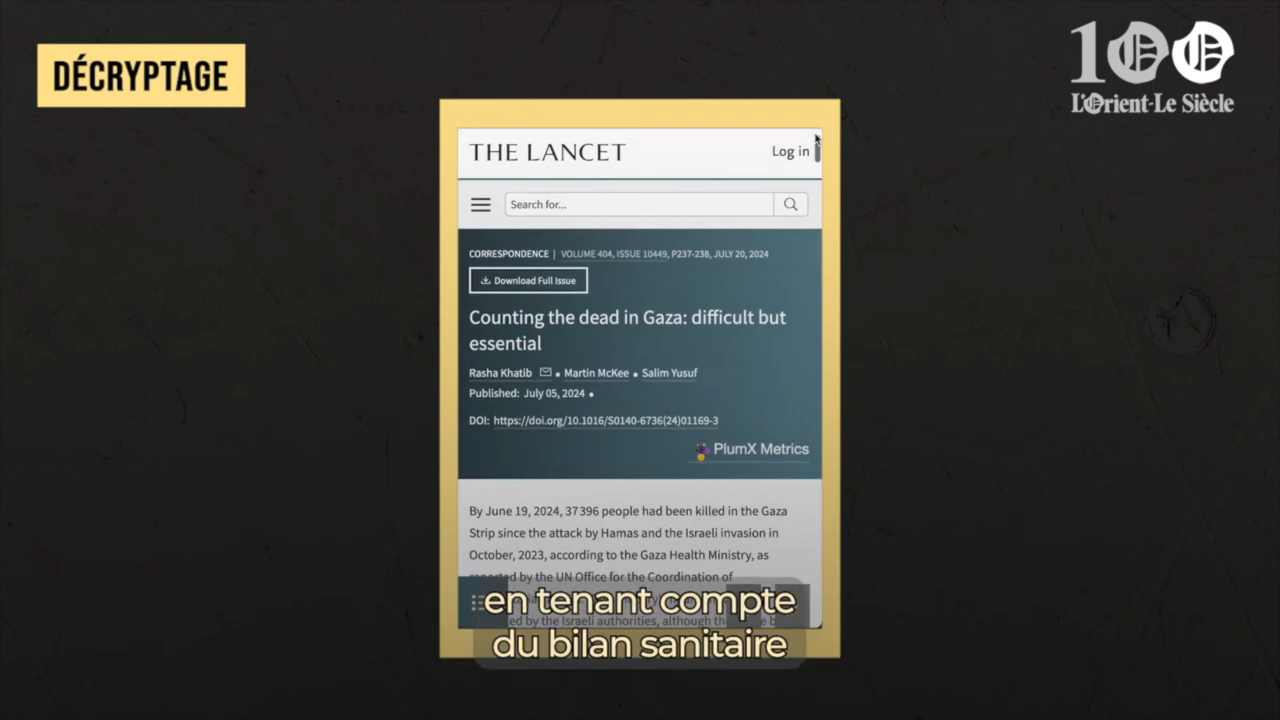 DÉCRYPTAGE
100
L'Orient-Le Siècle
THE LANCET
Log in
Search for...
CORRESPONDENCE | VOLUME 404, ISSUE 10449, P237-238, JULY 20, 2024
Download Full Issue
Counting the dead in Gaza: difficult but
essential
Rasha Khatib • Martin McKee • Salim Yusuf
Published: July 05, 2024 •
DOI: https://doi.org/10.1016/S0140-6736(24)01169-3
PlumX Metrics
By June 19, 2024, 37 396 people had been killed in the Gaza
Strip since the attack by Hamas and the Israeli invasion in
October, 2023, according to the Gaza Health Ministry, as
reported by the UN Office for the Coordination of
en tenant compte
by the Israeli authorities, although
du bilan sanitaire